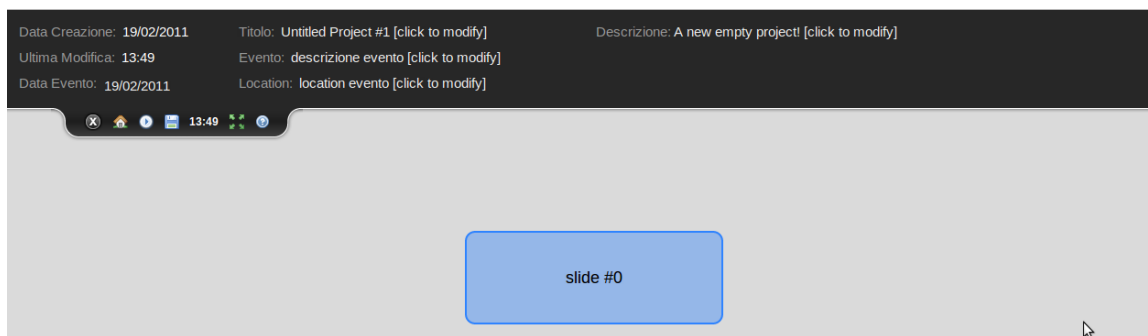 Data Creazione: 19/02/2011 Titolo: Untitled Project #1 [click to modify] Descrizione: A new empty project! [click to modify]
Ultima Modifica: 13:49 Evento: descrizione evento [click to modify]
Data Evento: 19/02/2011 Location: location evento [click to modify]
X 13:49 ?
slide #0